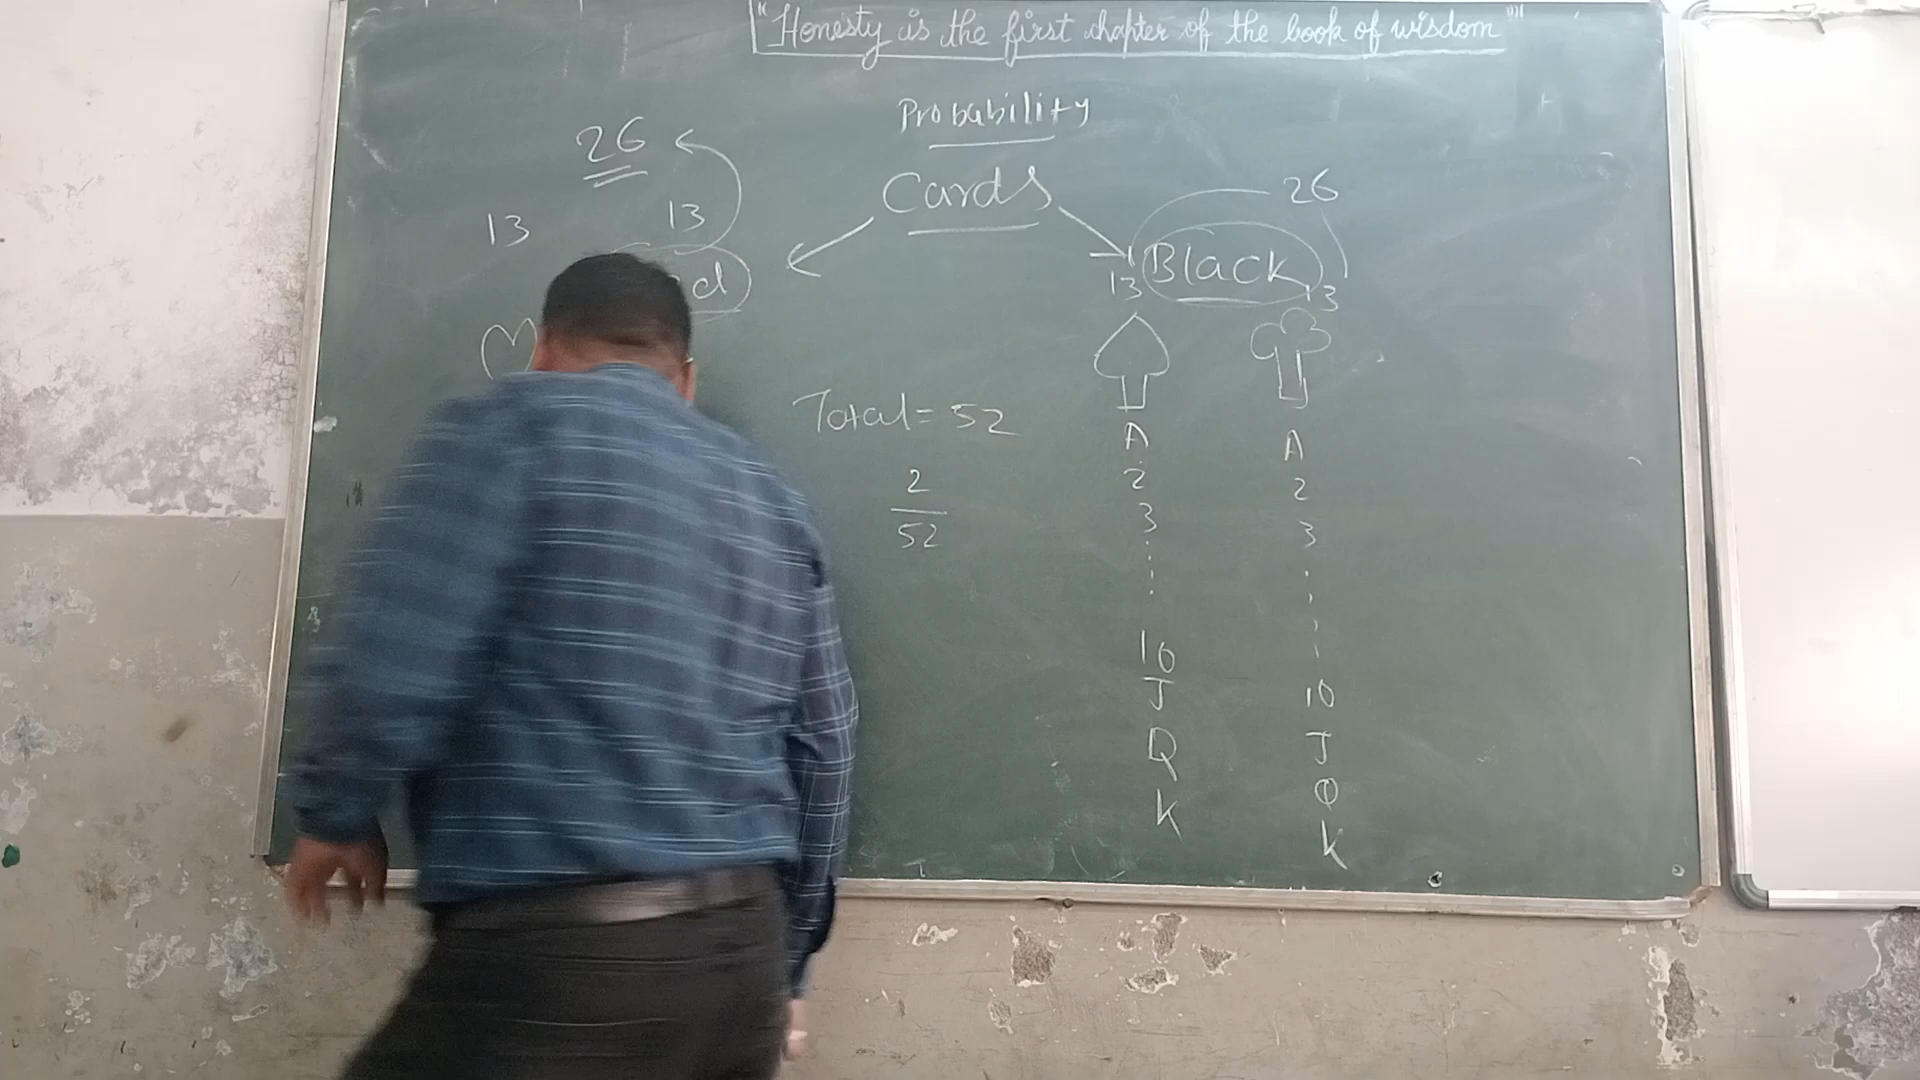 "Honesty is the first chapter of the book of wisdom"
Probability
Cards
26
13 13
26
Black
13 13
Total = 52
2
52
A A
2 2
3 3
10 10
J J
Q Q
K K